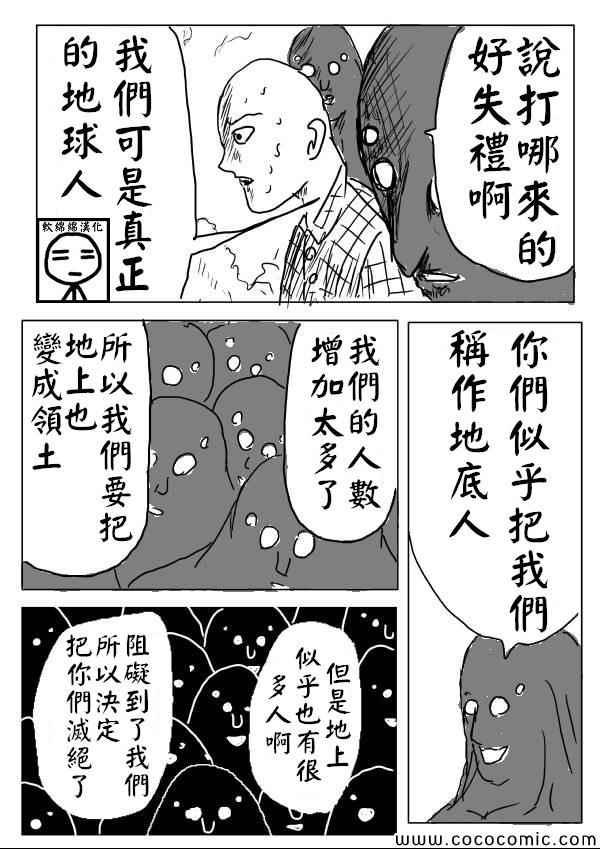 說打哪來的
好失禮啊
我們可是真正
的地球人
軟綿綿漢化
你們似乎把我們
稱作地底人
我們的人數
增加太多了
所以我們要把
地上也
變成領土
但是地上
似乎也有很
多人啊
阻礙到了我們
所以決定
把你們滅絕了
www.cococomic.com